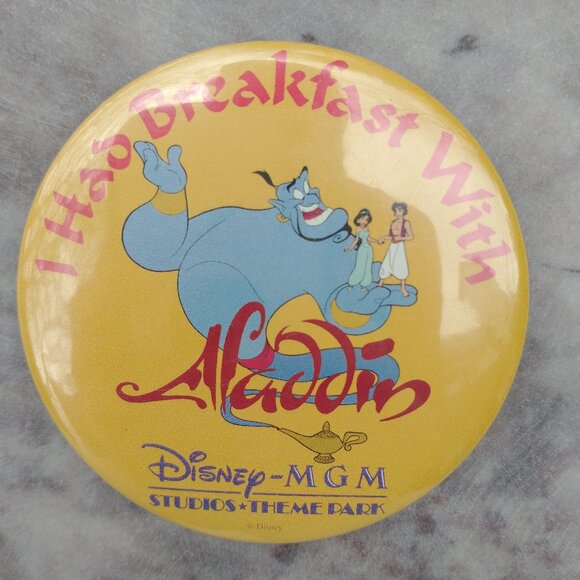 I Had Breakfast With
Aladdin
Disney-MGM
STUDIOS★THEME PARK
©Disney